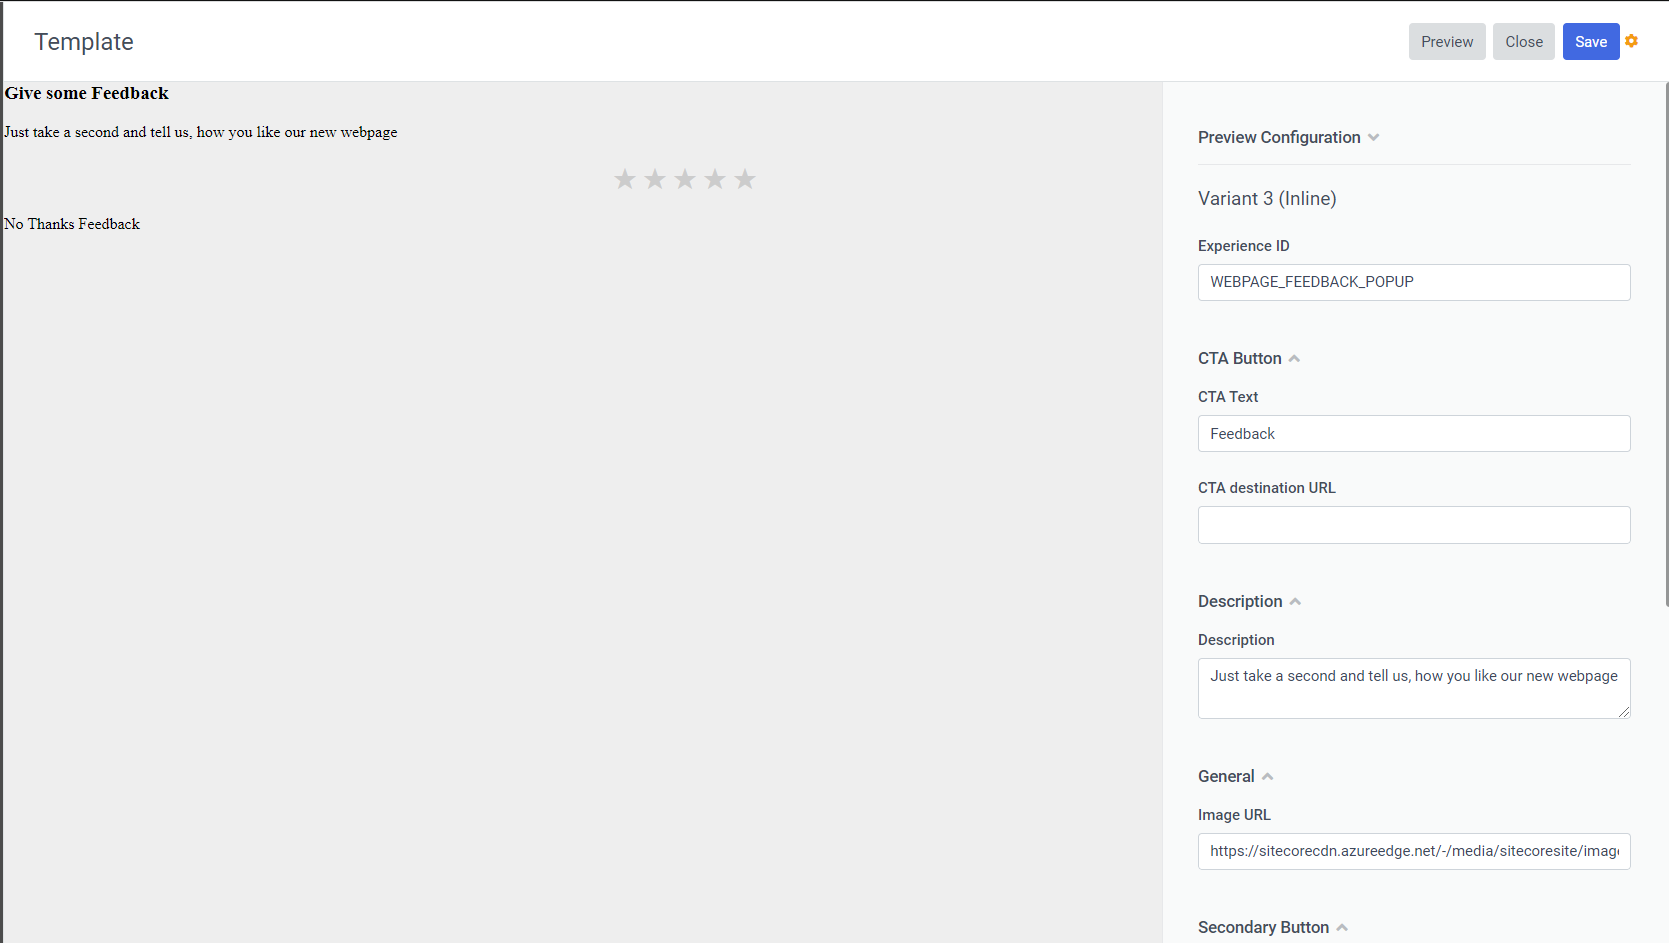 Template
Preview Close Save
Give some Feedback
Just take a second and tell us, how you like our new webpage
No Thanks Feedback
Preview Configuration
Variant 3 (Inline)
Experience ID
WEBPAGE_FEEDBACK_POPUP
CTA Button
CTA Text
Feedback
CTA destination URL
Description
Description
Just take a second and tell us, how you like our new webpage
General
Image URL
https://sitecorecdn.azureedge.net/-/media/sitecoresite/image
Secondary Button